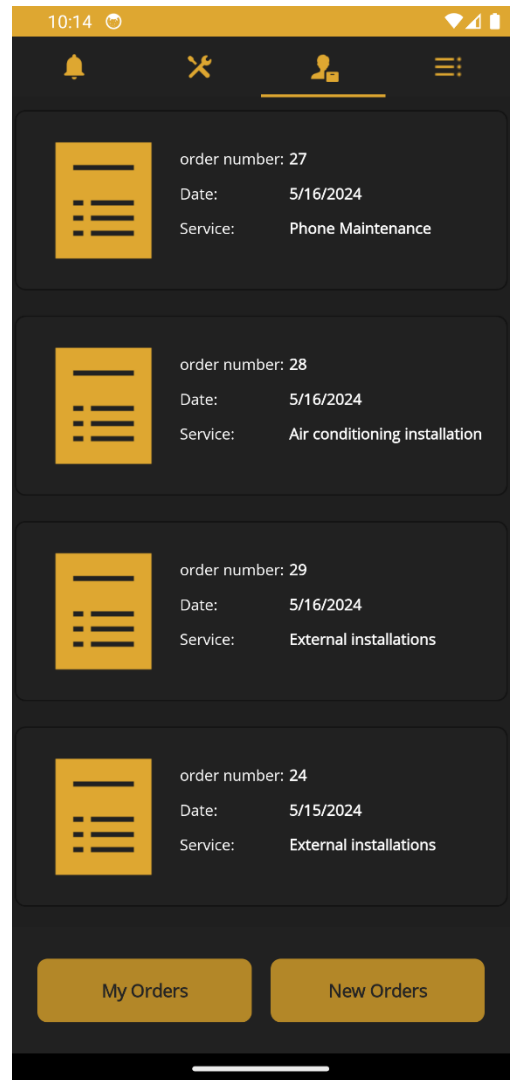 10:14
order number: 27
Date: 5/16/2024
Service: Phone Maintenance
order number: 28
Date: 5/16/2024
Service: Air conditioning installation
order number: 29
Date: 5/16/2024
Service: External installations
order number: 24
Date: 5/15/2024
Service: External installations
My Orders New Orders